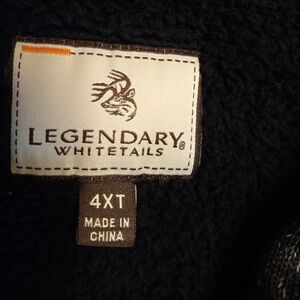 LEGENDARY®
WHITETAILS
4XT
MADE IN
CHINA